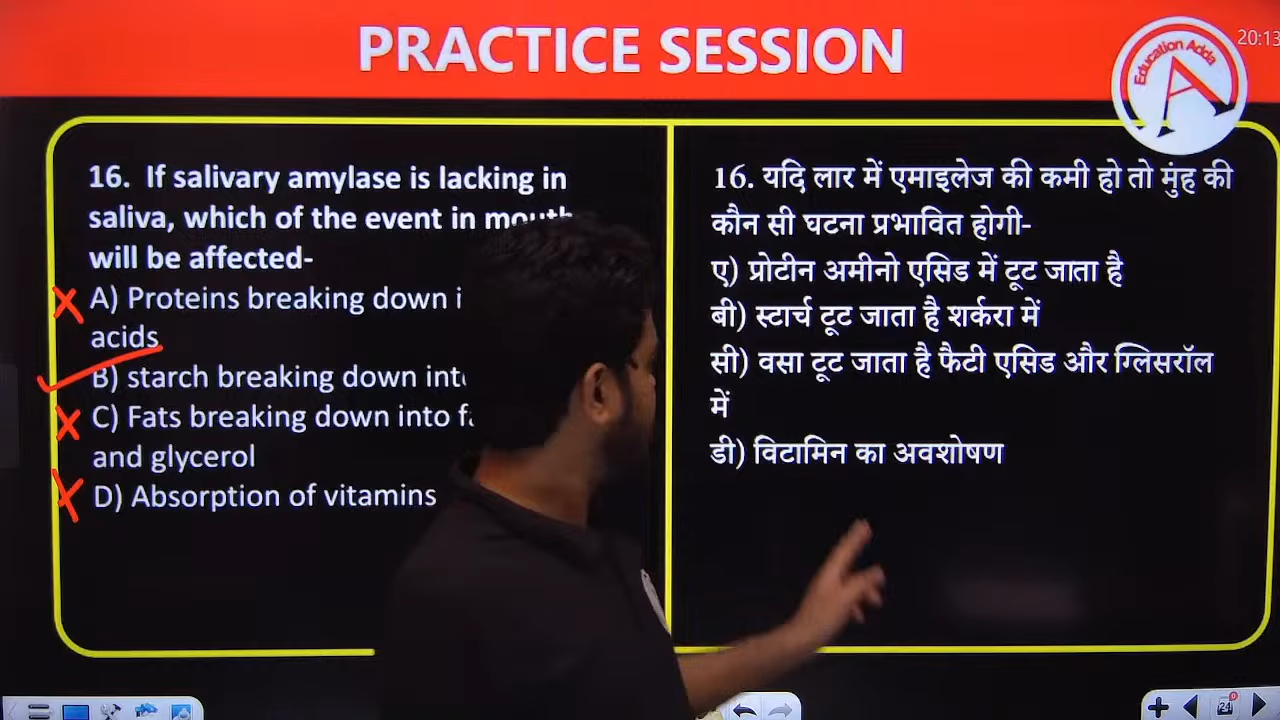 PRACTICE SESSION
Education Adda
A
20:13
16. If salivary amylase is lacking in
saliva, which of the event in mouth
will be affected-
A) Proteins breaking down
acids
B) starch breaking down
C) Fats breaking down into
and glycerol
D) Absorption of vitamins
16. यदि लार में एमाइलेज की कमी हो तो मुंह की
कौन सी घटना प्रभावित होगी-
ए) प्रोटीन अमीनो एसिड में टूट जाता है
बी) स्टार्च टूट जाता है शर्करा में
सी) वसा टूट जाता है फैटी एसिड और ग्लिसरॉल
में
डी) विटामिन का अवशोषण
24